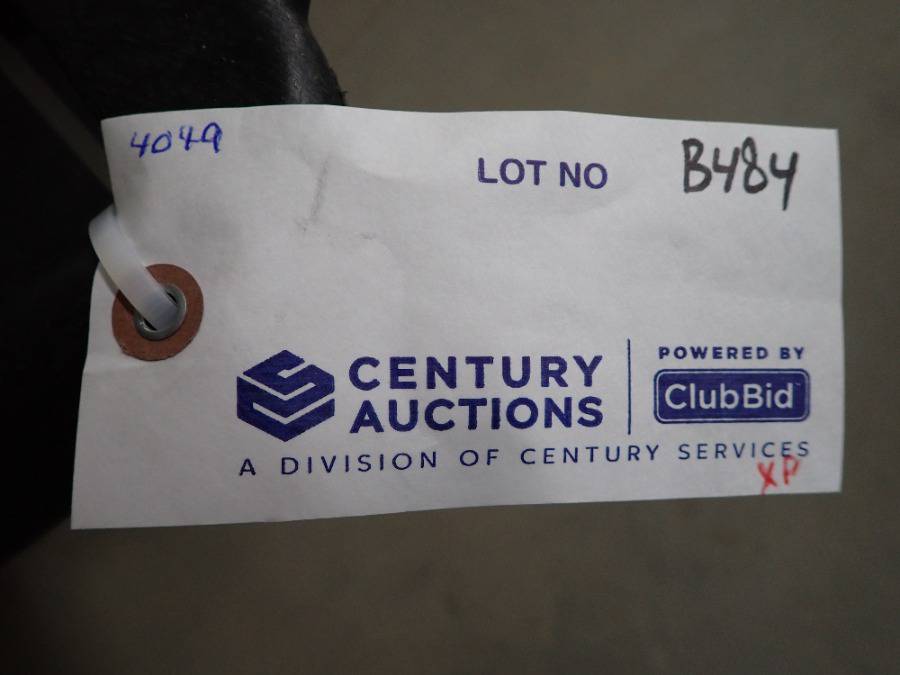 4049
LOT NO B484
CENTURY AUCTIONS
POWERED BY
ClubBid
A DIVISION OF CENTURY SERVICES
XP